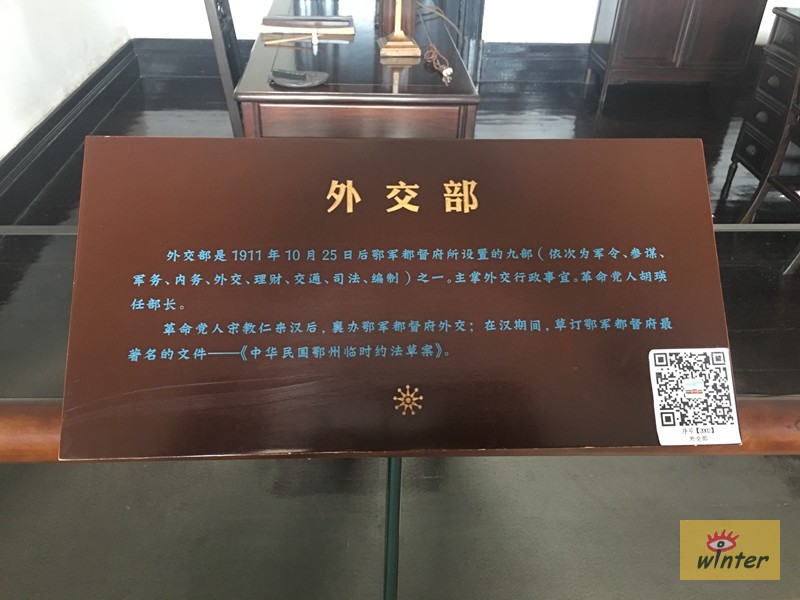 外交部
外交部是1911年10月25日后鄂军都督府所设置的九部（依次为军令、参谋、
军务、内务、外交、理财、交通、司法、编制）之一。主掌外交行政事宜。革命党人胡瑛
任部长。
革命党人宋教仁来汉后，襄办鄂军都督府外交；在汉期间，草订鄂军都督府最
著名的文件——《中华民国鄂州临时约法草案》。
外交部
winter